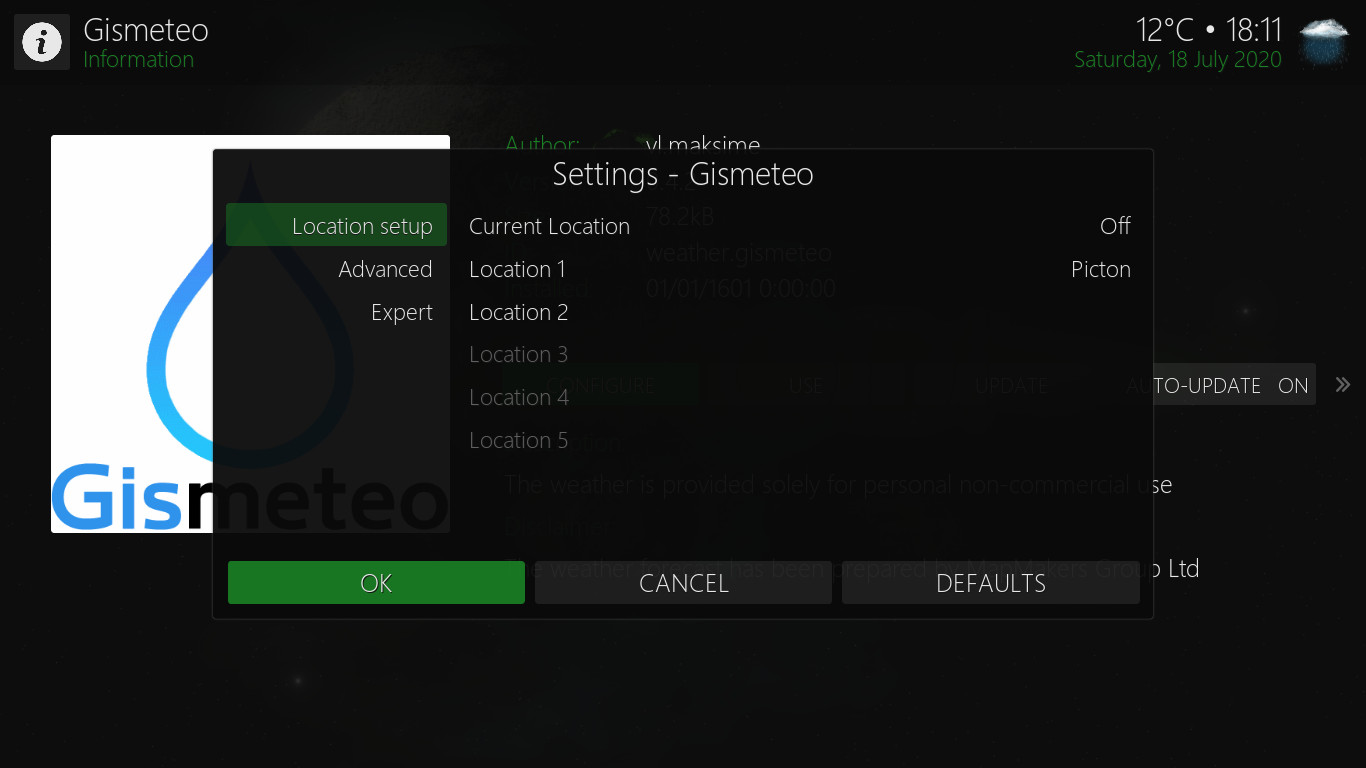 Gismeteo
Information
12°C • 18:11
Saturday, 18 July 2020
Author: vl.maksime
Settings - Gismeteo
78.2kB
Location setup
Current Location Off
weather.gismeteo
Advanced
Location 1 Picton
01/01/1601 0:00:00
Expert
Location 2
Location 3
CONFIGURE USE UPDATE AUTO-UPDATE ON »
Location 4
Location 5
The weather is provided solely for personal non-commercial use
Gismeteo
The weather has been prepared Group Ltd
OK CANCEL DEFAULTS